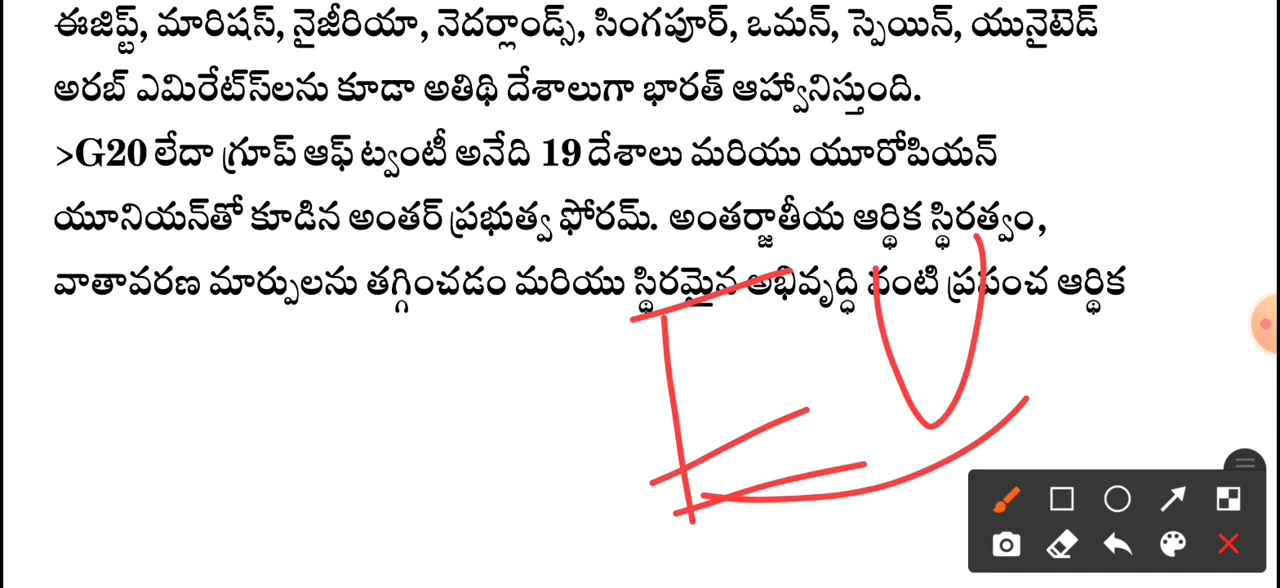 ఈజిప్ట్, మారిషస్, నైజీరియా, నెదర్లాండ్స్, సింగపూర్, ఒమన్, స్పెయిన్, యునైటెడ్
అరబ్ ఎమిరేట్స్‌లను కూడా అతిథి దేశాలుగా భారత్ ఆహ్వానిస్తుంది.
>G20 లేదా గ్రూప్ ఆఫ్ ట్వంటీ అనేది 19 దేశాలు మరియు యూరోపియన్
యూనియన్‌తో కూడిన అంతర్ ప్రభుత్వ ఫోరమ్. అంతర్జాతీయ ఆర్థిక స్థిరత్వం,
వాతావరణ మార్పులను తగ్గించడం మరియు స్థిరమైన అభివృద్ధి వంటి ప్రపంచ ఆర్థిక
EU